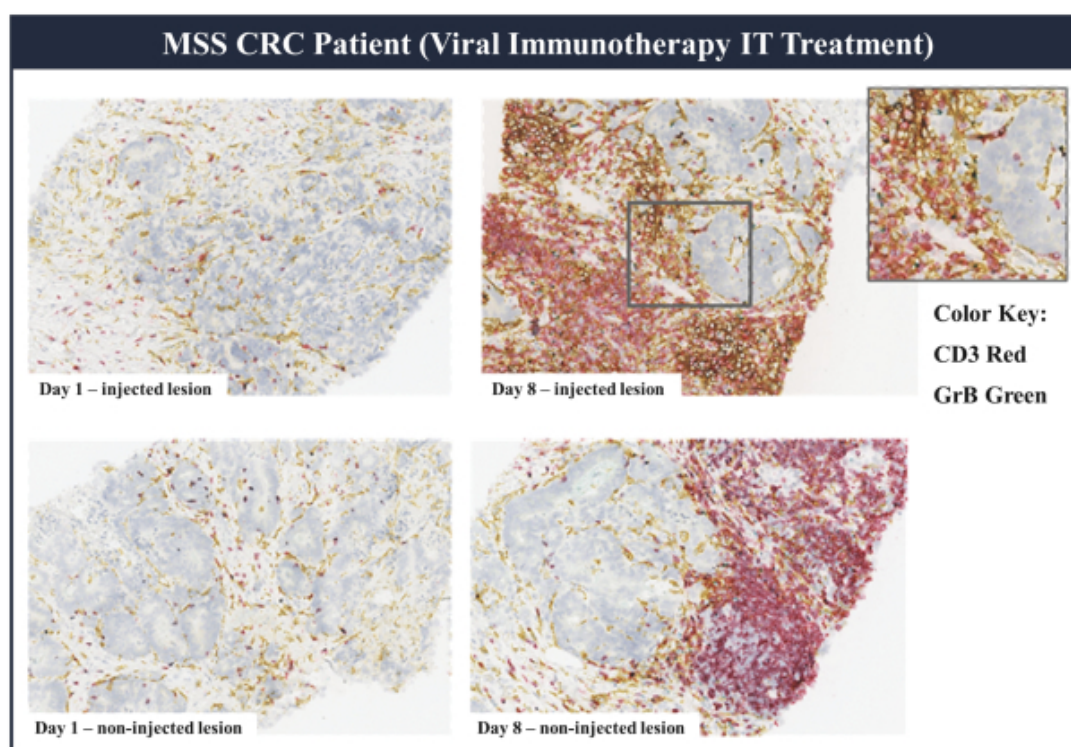 MSS CRC Patient (Viral Immunotherapy IT Treatment)
Day 1 – injected lesion
Day 8 – injected lesion
Color Key:
CD3 Red
GrB Green
Day 1 – non-injected lesion
Day 8 – non-injected lesion